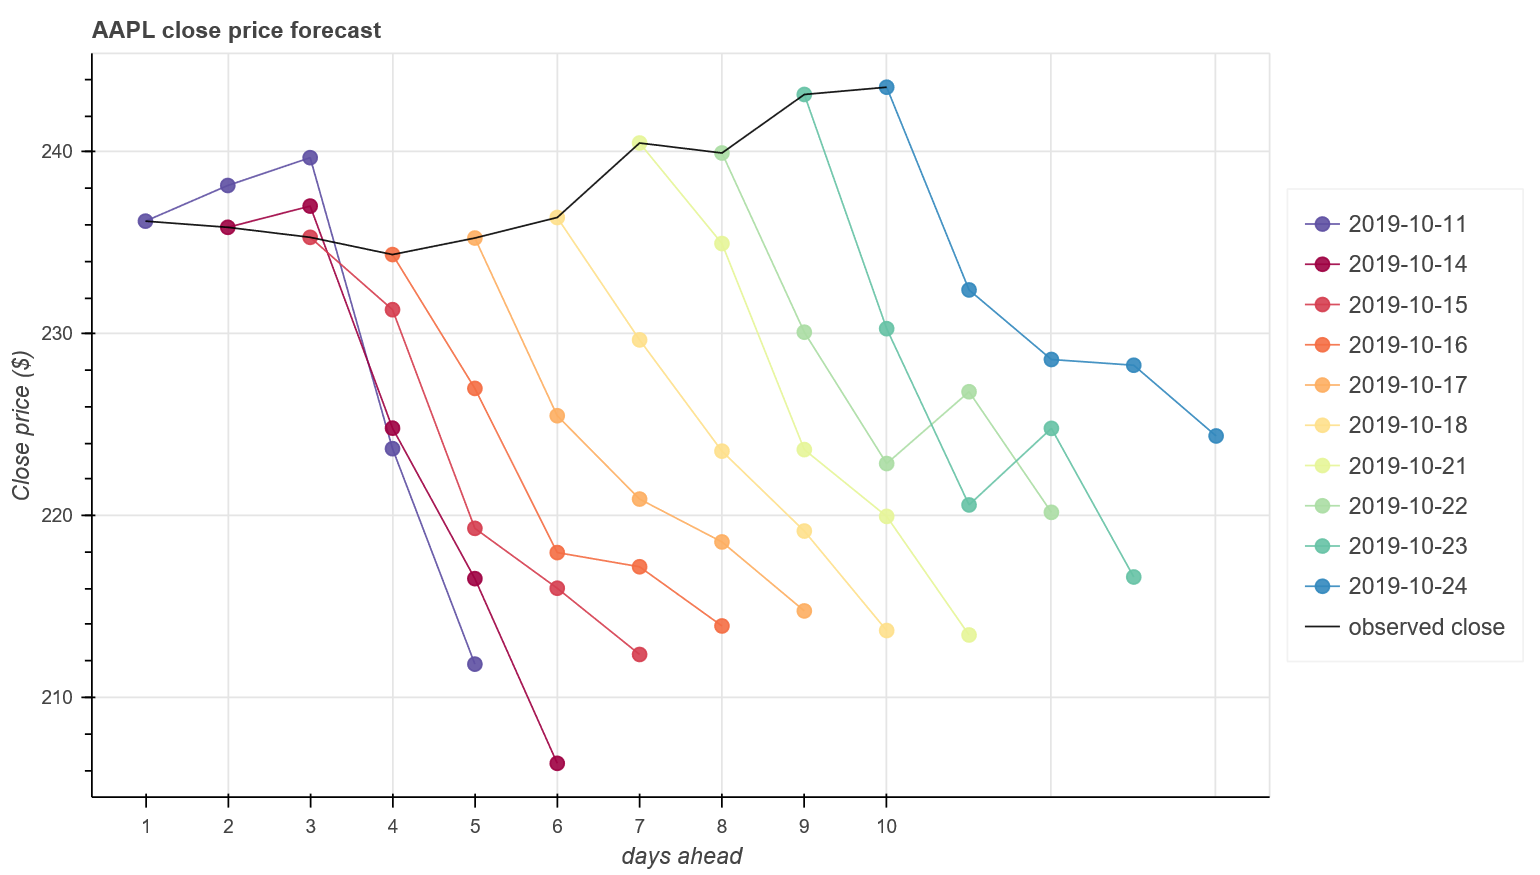 AAPL close price forecast
Close price ($)
240
230
220
210
1 2 3 4 5 6 7 8 9 10
days ahead
2019-10-11
2019-10-14
2019-10-15
2019-10-16
2019-10-17
2019-10-18
2019-10-21
2019-10-22
2019-10-23
2019-10-24
observed close